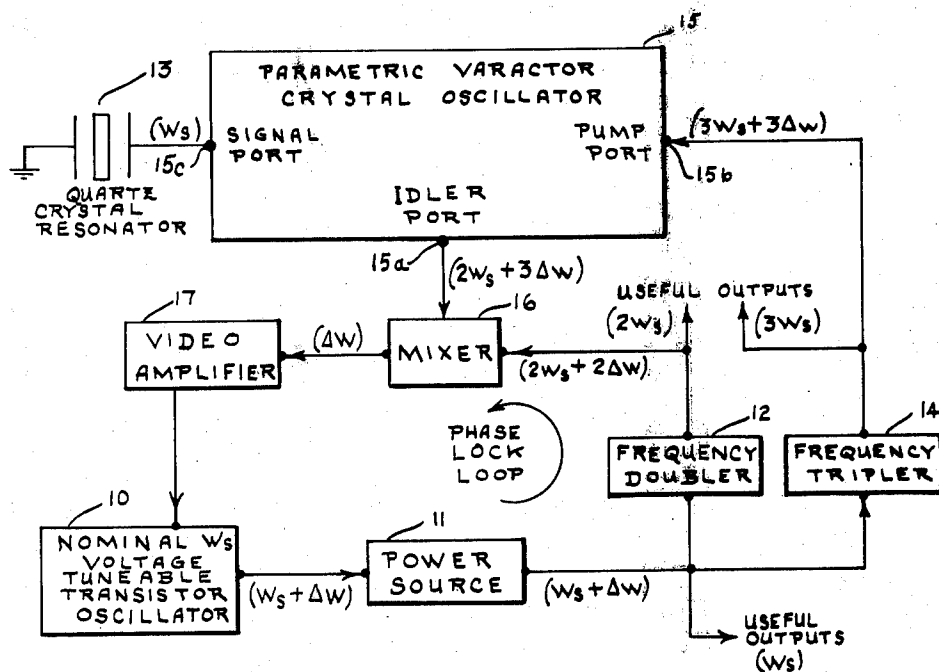 15
PARAMETRIC VARACTOR
CRYSTAL OSCILLATOR
13
(Ws)
SIGNAL
PORT
15c
PUMP
PORT
(3Ws+3Δw)
15b
QUARTZ
CRYSTAL
RESONATOR
IDLER
PORT
15a
(2Ws+3Δw)
USEFUL OUTPUTS
(2Ws)
(3Ws)
17
VIDEO
AMPLIFIER
(ΔW)
16
MIXER
(2Ws+2ΔW)
PHASE
LOCK
LOOP
12
FREQUENCY
DOUBLER
14
FREQUENCY
TRIPLER
10
NOMINAL Ws
VOLTAGE
TUNEABLE
TRANSISTOR
OSCILLATOR
(Ws+ΔW)
11
POWER
SOURCE
(Ws+ΔW)
USEFUL
OUTPUTS
(Ws)